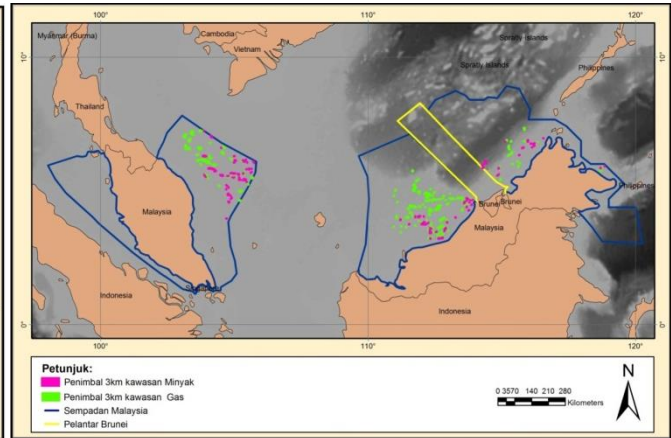 100°
110°
120°
Myanmar (Burma)
Cambodia
Spratly Islands
10°
10°
Vietnam
Spratly Islands
Philippines
Thailand
Philippines
Malaysia
Brunei
Brunei
Malaysia
Indonesia
Indonesia
0°
0°
100°
110°
120°
Petunjuk:
Penimbal 3km kawasan Minyak
Penimbal 3km kawasan Gas
Sempadan Malaysia
Pelantar Brunei
N
0 3570 140 210 280
Kilometers